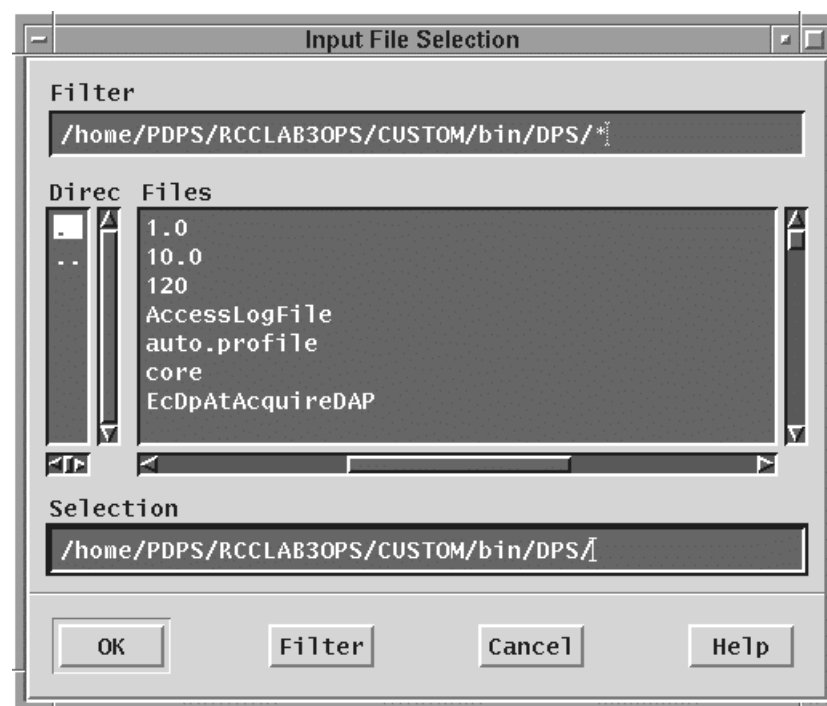 Input File Selection
Filter
/home/PDPS/RCCLAB3OPS/CUSTOM/bin/DPS/*
Direc Files
.
..
1.0
10.0
120
AccessLogFile
auto.profile
core
EcDpAtAcquireDAP
Selection
/home/PDPS/RCCLAB3OPS/CUSTOM/bin/DPS/
OK Filter Cancel Help